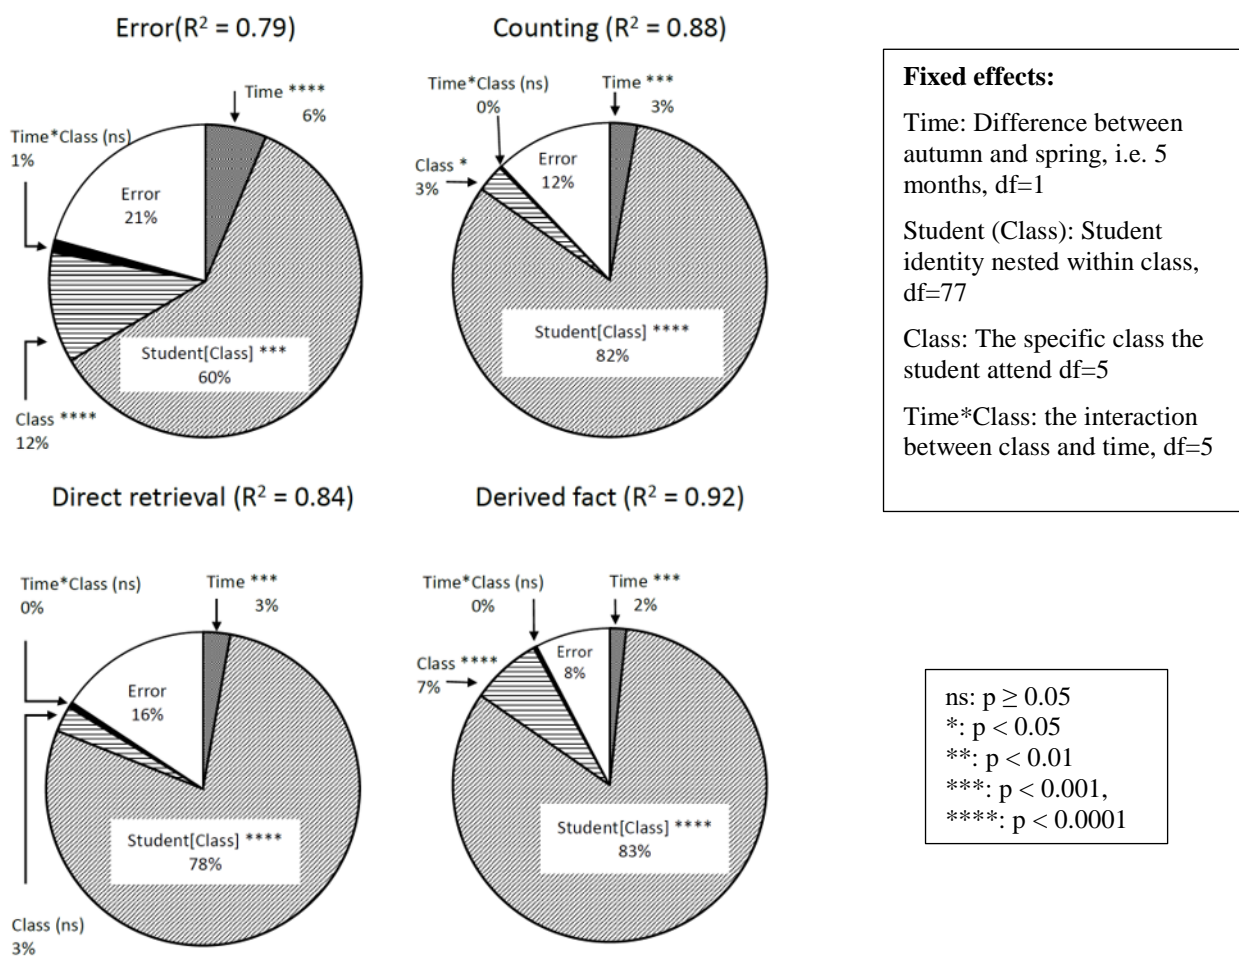 Error(R² = 0.79)
Time ****
6%
Time*Class (ns)
1%
Error
21%
Student[Class] ***
60%
Class ****
12%
Counting (R² = 0.88)
Time*Class (ns)
0%
Time ***
3%
Class *
3%
Error
12%
Student[Class] ****
82%
Fixed effects:
Time: Difference between
autumn and spring, i.e. 5
months, df=1
Student (Class): Student
identity nested within class,
df=77
Class: The specific class the
student attend df=5
Time*Class: the interaction
between class and time, df=5
Direct retrieval (R² = 0.84)
Time*Class (ns)
0%
Time ***
3%
Error
16%
Student[Class] ****
78%
Class (ns)
3%
Derived fact (R² = 0.92)
Time*Class (ns)
0%
Time ***
2%
Class ****
7%
Error
8%
Student[Class] ****
83%
ns: p ≥ 0.05
*: p < 0.05
**: p < 0.01
***: p < 0.001,
****: p < 0.0001